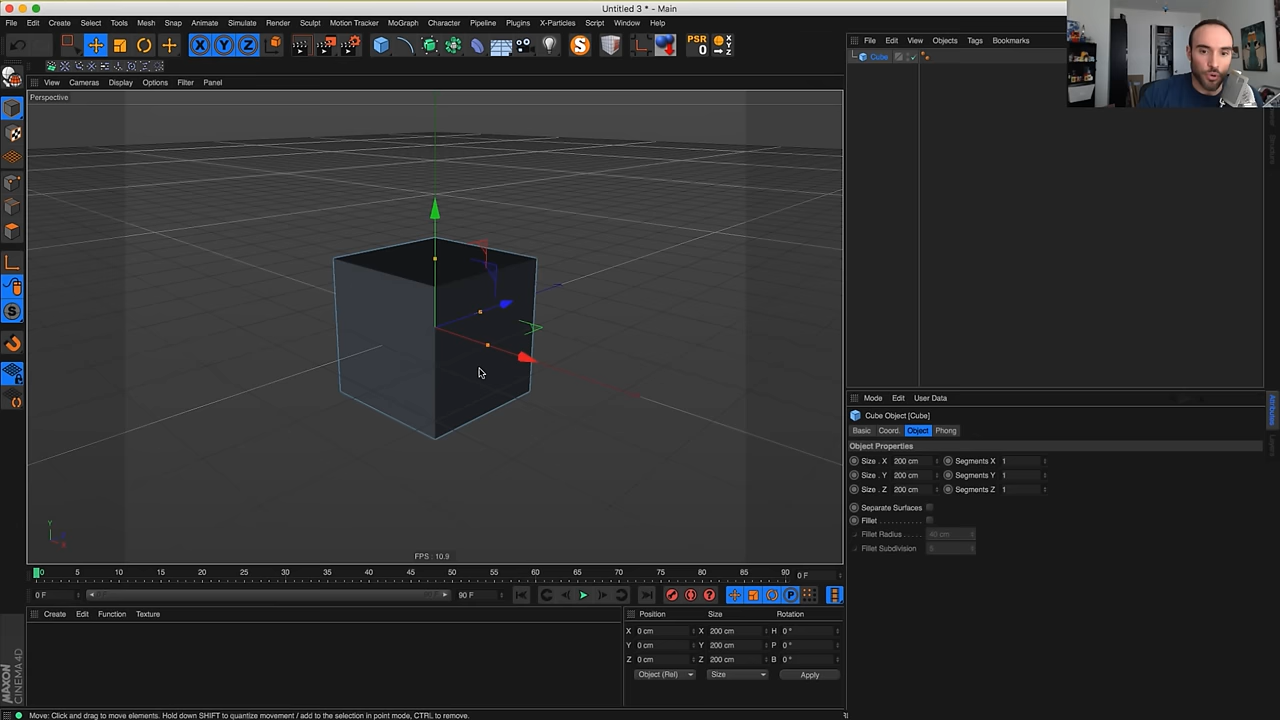 Untitled 3 * - Main
File Edit Create Select Tools Mesh Snap Animate Simulate Render Sculpt Motion Tracker MoGraph Character Pipeline Plugins X-Particles Script Window Help
X Y Z S PSR 0 X Y Z
File Edit View Objects Tags Bookmarks
Cube
View Cameras Display Options Filter Panel
Perspective
S
Y
X
FPS : 10.9
Mode Edit User Data
Attributes
Cube Object [Cube]
Basic Coord. Object Phong
Object Properties
Size . X 200 cm Segments X 1
Size . Y 200 cm Segments Y 1
Size . Z 200 cm Segments Z 1
Separate Surfaces
Fillet . . . . . . . . . . .
Fillet Radius . . . . . 40 cm
Fillet Subdivision 5
0 5 10 15 20 25 30 35 40 45 50 55 60 65 70 75 80 85 90 0 F
0 F 90 F P
Create Edit Function Texture
Position Size Rotation
X 0 cm X 200 cm H 0 °
Y 0 cm Y 200 cm P 0 °
Z 0 cm Z 200 cm B 0 °
Object (Rel) Size Apply
MAXON CINEMA 4D
Move: Click and drag to move elements. Hold down SHIFT to quantize movement / add to the selection in point mode, CTRL to remove.